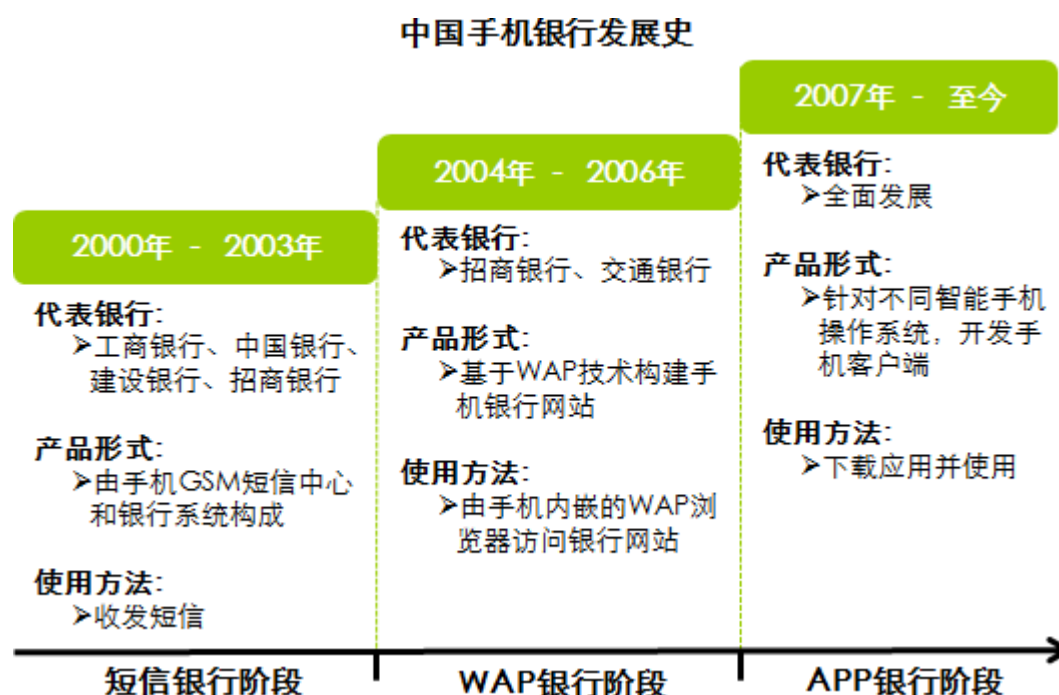 中国手机银行发展史
2000年 - 2003年
代表银行:
➢工商银行、中国银行、
建设银行、招商银行
产品形式:
➢由手机GSM短信中心
和银行系统构成
使用方法:
➢收发短信
短信银行阶段
2004年 - 2006年
代表银行:
➢招商银行、交通银行
产品形式:
➢基于WAP技术构建手
机银行网站
使用方法:
➢由手机内嵌的WAP浏
览器访问银行网站
WAP银行阶段
2007年 - 至今
代表银行:
➢全面发展
产品形式:
➢针对不同智能手机
操作系统，开发手
机客户端
使用方法:
➢下载应用并使用
APP银行阶段